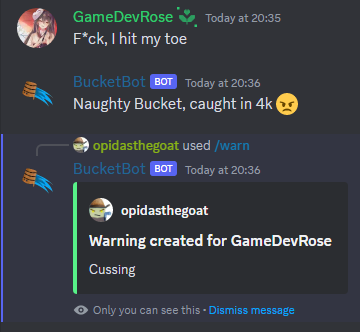 GameDevRose Today at 20:35
F*ck, I hit my toe
BucketBot BOT Today at 20:36
Naughty Bucket, caught in 4k 😠
opidasthegoat used /warn
BucketBot BOT Today at 20:36
opidasthegoat
Warning created for GameDevRose
Cussing
Only you can see this • Dismiss message